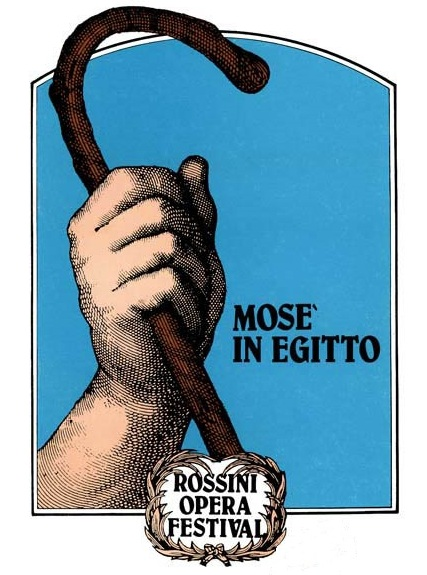 MOSE`
IN EGITTO
ROSSINI
OPERA
FESTIVAL